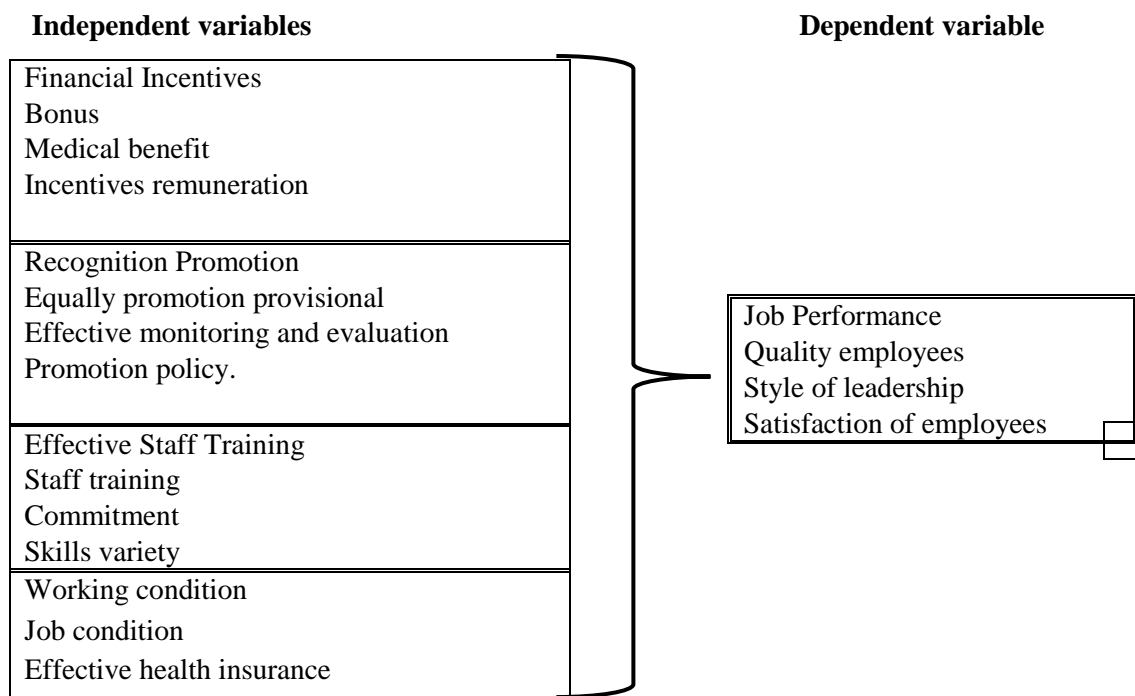 Independent variables
Dependent variable
Financial Incentives
Bonus
Medical benefit
Incentives remuneration
Recognition Promotion
Equally promotion provisional
Effective monitoring and evaluation
Promotion policy.
Effective Staff Training
Staff training
Commitment
Skills variety
Working condition
Job condition
Effective health insurance
Job Performance
Quality employees
Style of leadership
Satisfaction of employees